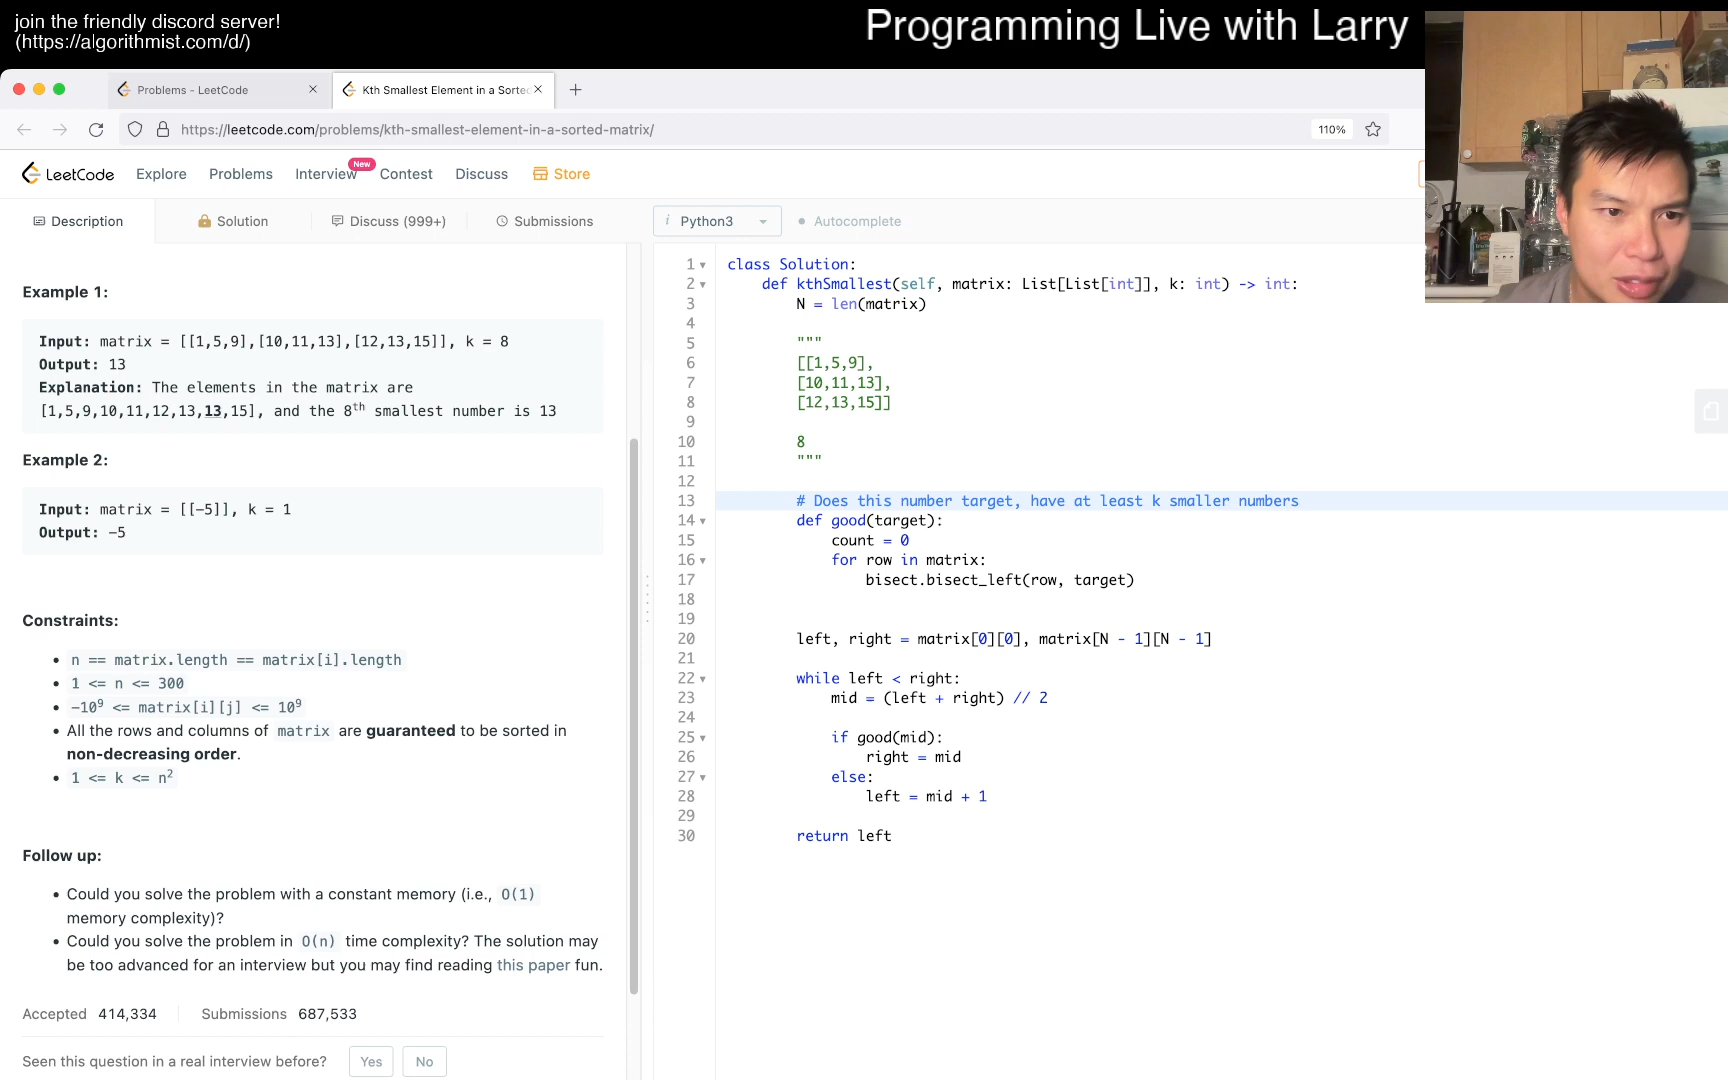 join the friendly discord server!
(https://algorithmist.com/d/)
Programming Live with Larry
Problems - LeetCode
Kth Smallest Element in a Sorte
https://leetcode.com/problems/kth-smallest-element-in-a-sorted-matrix/
110%
LeetCode
Explore
Problems
Interview
New
Contest
Discuss
Store
Description
Solution
Discuss (999+)
Submissions
i Python3
Autocomplete
Example 1:
Input: matrix = [[1,5,9],[10,11,13],[12,13,15]], k = 8
Output: 13
Explanation: The elements in the matrix are
[1,5,9,10,11,12,13,13,15], and the 8th smallest number is 13
Example 2:
Input: matrix = [[-5]], k = 1
Output: -5
Constraints:
• n == matrix.length == matrix[i].length
• 1 <= n <= 300
• -10⁹ <= matrix[i][j] <= 10⁹
• All the rows and columns of matrix are guaranteed to be sorted in
non-decreasing order.
• 1 <= k <= n²
Follow up:
• Could you solve the problem with a constant memory (i.e., O(1)
memory complexity)?
• Could you solve the problem in O(n) time complexity? The solution may
be too advanced for an interview but you may find reading this paper fun.
Accepted 414,334
Submissions 687,533
Seen this question in a real interview before?
Yes
No
1 class Solution:
2 def kthSmallest(self, matrix: List[List[int]], k: int) -> int:
3 N = len(matrix)
4
5 """
6 [[1,5,9],
7 [10,11,13],
8 [12,13,15]]
9
10 8
11 """
12
13 # Does this number target, have at least k smaller numbers
14 def good(target):
15 count = 0
16 for row in matrix:
17 bisect.bisect_left(row, target)
18
19
20 left, right = matrix[0][0], matrix[N - 1][N - 1]
21
22 while left < right:
23 mid = (left + right) // 2
24
25 if good(mid):
26 right = mid
27 else:
28 left = mid + 1
29
30 return left